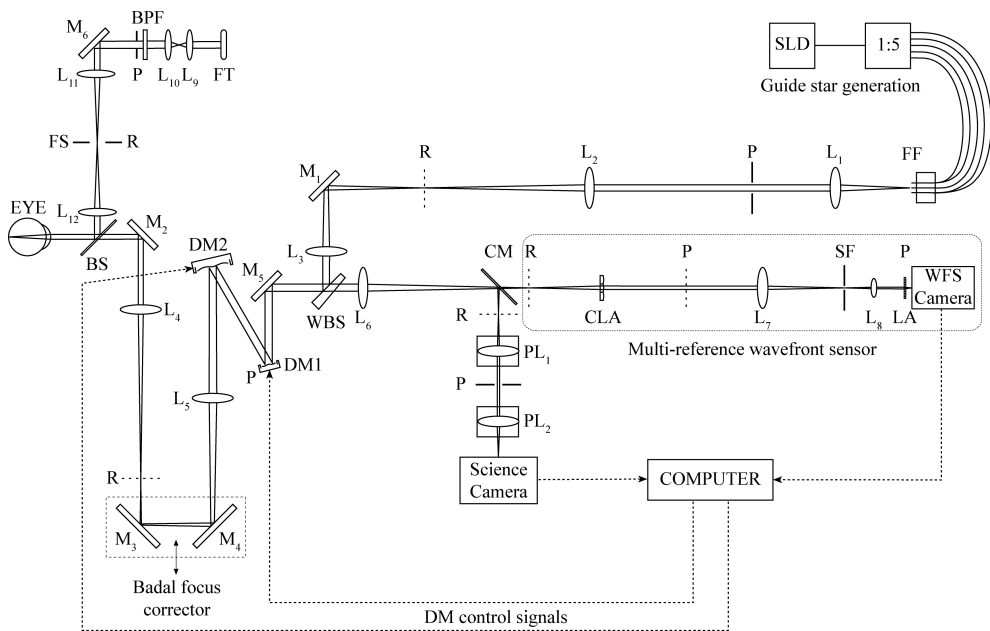 M6
BPF
P
L10
L9
FT
L11
FS
R
L12
EYE
BS
M2
SLD
1:5
Guide star generation
M1
R
L2
P
L1
FF
L3
DM2
M5
WBS
L6
CM
R
P
SF
P
WFS
Camera
CLA
L7
L8
LA
Multi-reference wavefront sensor
L4
P
DM1
R
PL1
P
PL2
L5
R
Science
Camera
COMPUTER
M3
M4
Badal focus
corrector
DM control signals